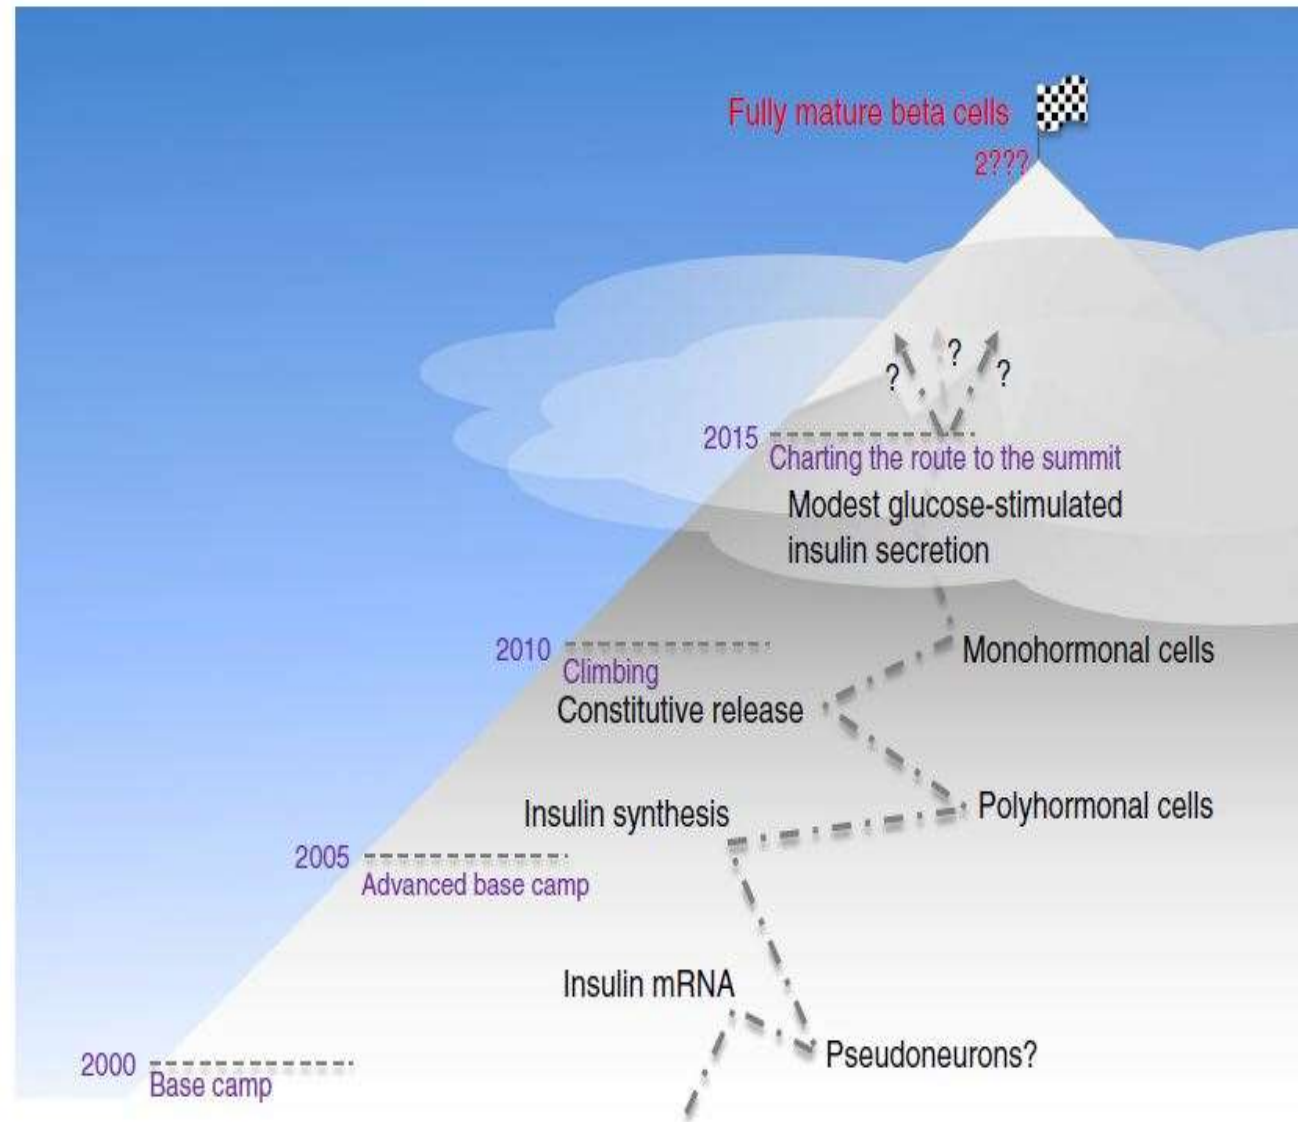 Fully mature beta cells
2???
?
?
?
2015
Charting the route to the summit
Modest glucose-stimulated
insulin secretion
2010
Climbing
Monohormonal cells
Constitutive release
Insulin synthesis
Polyhormonal cells
2005
Advanced base camp
Insulin mRNA
Pseudoneurons?
2000
Base camp